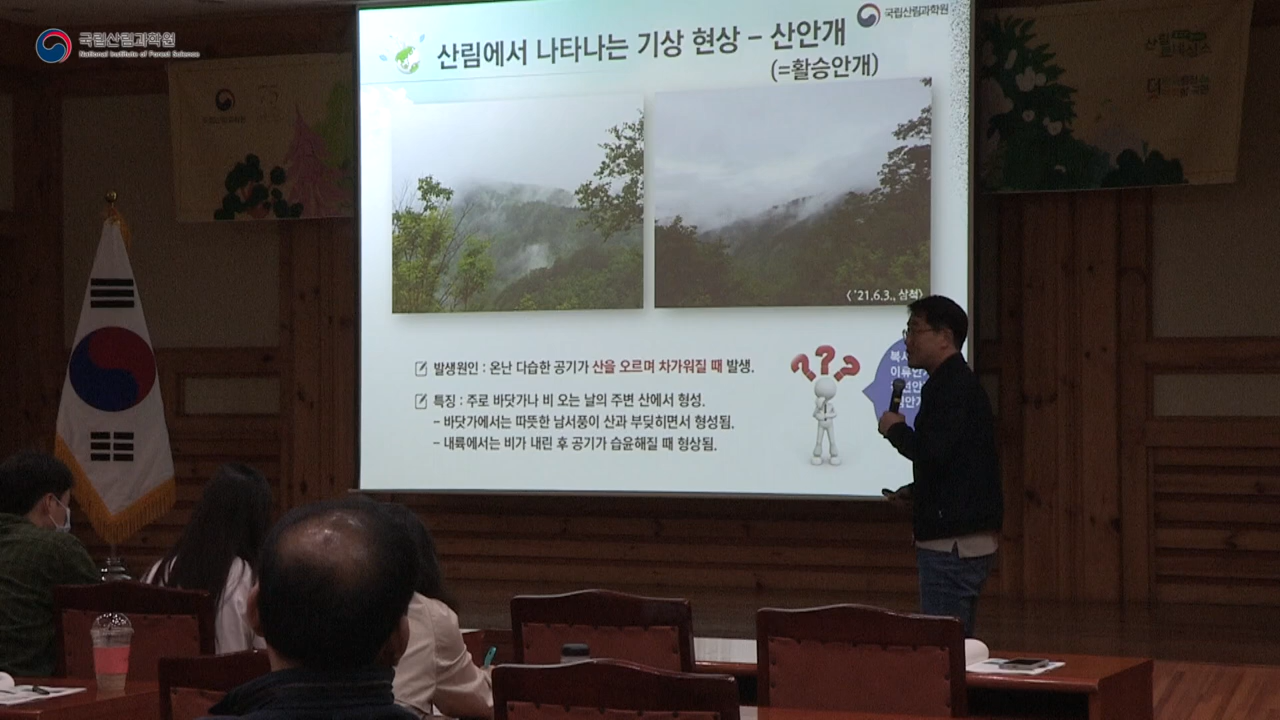 국립산림과학원
National Institute of Forest Science
국립산림과학원
산림에서 나타나는 기상 현상 – 산안개
(=활승안개)
〈 '21.6.3., 삼척〉
발생원인 : 온난 다습한 공기가 산을 오르며 차가워질 때 발생.
특징 : 주로 바닷가나 비 오는 날의 주변 산에서 형성.
– 바닷가에서는 따뜻한 남서풍이 산과 부딪히면서 형성됨.
– 내륙에서는 비가 내린 후 공기가 습윤해질 때 형상됨.